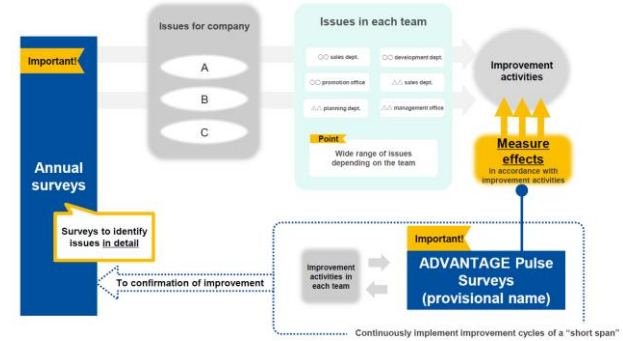 Important!
Annual
surveys
Surveys to identify
issues in detail
Issues for company
A
B
C
Issues in each team
○○ sales dept.
○○ development dept.
○○ promotion office
△△ sales dept.
△△ planning dept.
△△ management office
Point
Wide range of issues
depending on the team
Improvement
activities
Measure
effects
in accordance with
improvement activities
Important!
ADVANTAGE Pulse
Surveys
(provisional name)
Improvement
activities in
each team
To confirmation of improvement
Continuously implement improvement cycles of a “short span”